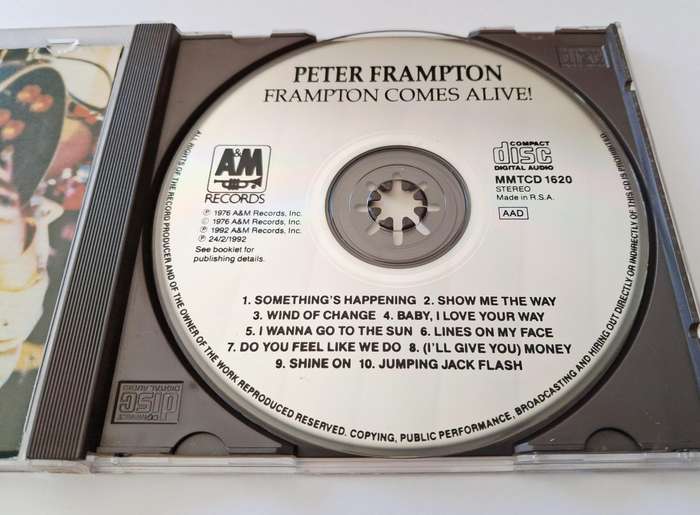 PETER FRAMPTON
FRAMPTON COMES ALIVE!
A&M
RECORDS
℗ 1976 A&M Records, Inc.
© 1976 A&M Records, Inc.
℗ 1992 A&M Records, Inc.
℗ 24/2/1992
See booklet for
publishing details.
COMPACT
disc
DIGITAL AUDIO
MMTCD 1620
STEREO
Made in R.S.A.
AAD
1. SOMETHING'S HAPPENING 2. SHOW ME THE WAY
3. WIND OF CHANGE 4. BABY, I LOVE YOUR WAY
5. I WANNA GO TO THE SUN 6. LINES ON MY FACE
7. DO YOU FEEL LIKE WE DO 8. (I'LL GIVE YOU) MONEY
9. SHINE ON 10. JUMPING JACK FLASH
ALL RIGHTS OF THE RECORD PRODUCER AND OF THE OWNER OF THE WORK REPRODUCED RESERVED. COPYING, PUBLIC PERFORMANCE, BROADCASTING AND HIRING OUT DIRECTLY OR INDIRECTLY OF THIS CD IS PROHIBITED
COMPACT
disc
DIGITAL AUDIO
disc